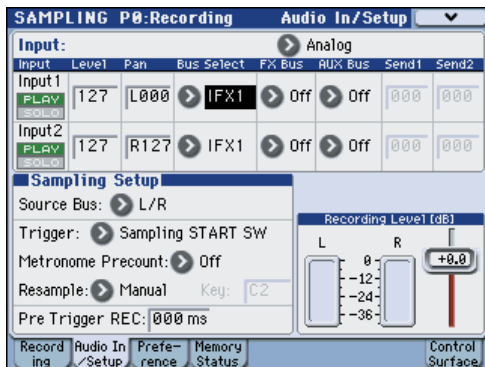 SAMPLING P0:Recording Audio In/Setup
Input: Analog
Input Level Pan Bus Select FX Bus AUX Bus Send1 Send2
Input1
PLAY 127 L000 IFX1 Off Off 000 000
SOLO
Input2
PLAY 127 R127 IFX1 Off Off 000 000
SOLO
Sampling Setup
Source Bus: L/R
Recording Level [dB]
Trigger: Sampling START SW
L R
Metronome Precount: Off
0 +0.0
-12
Resample: Manual Key: C2
-24
-36
Pre Trigger REC: 000 ms
Record Audio In Prefe- Memory Control
ing /Setup rence Status Surface